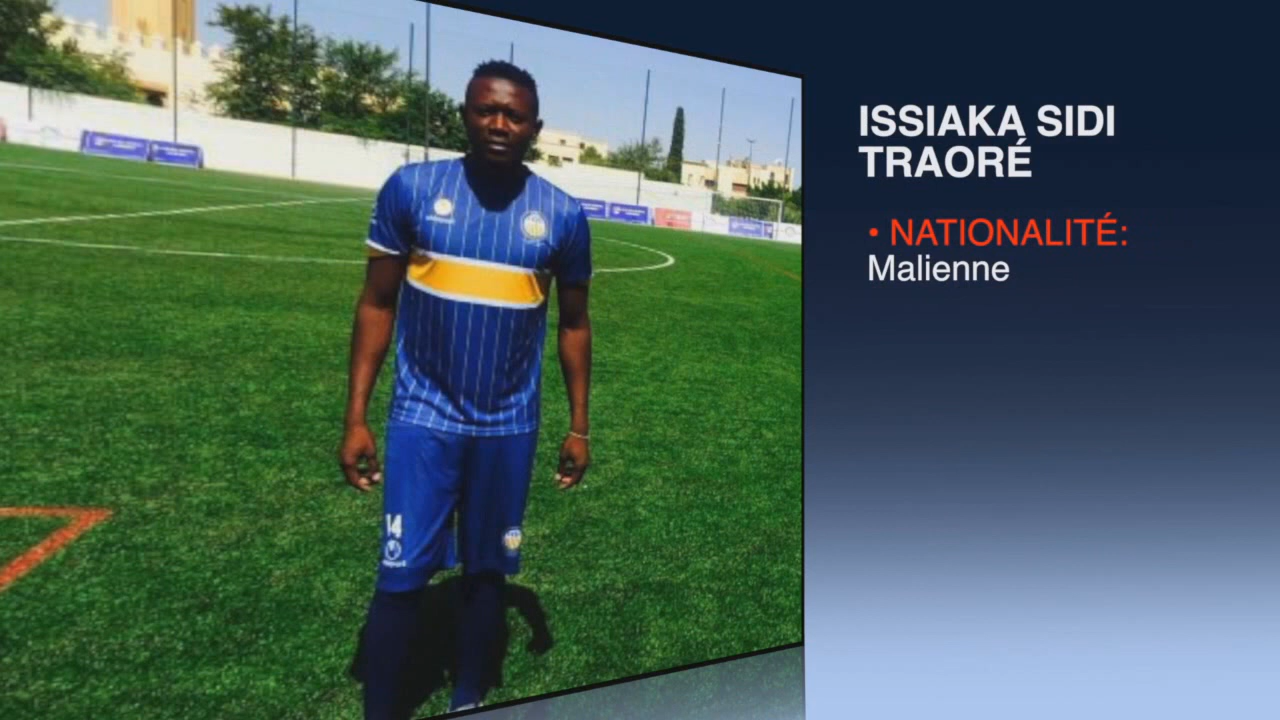 ISSIAKA SIDI
TRAORÉ
• NATIONALITÉ:
Malienne
14